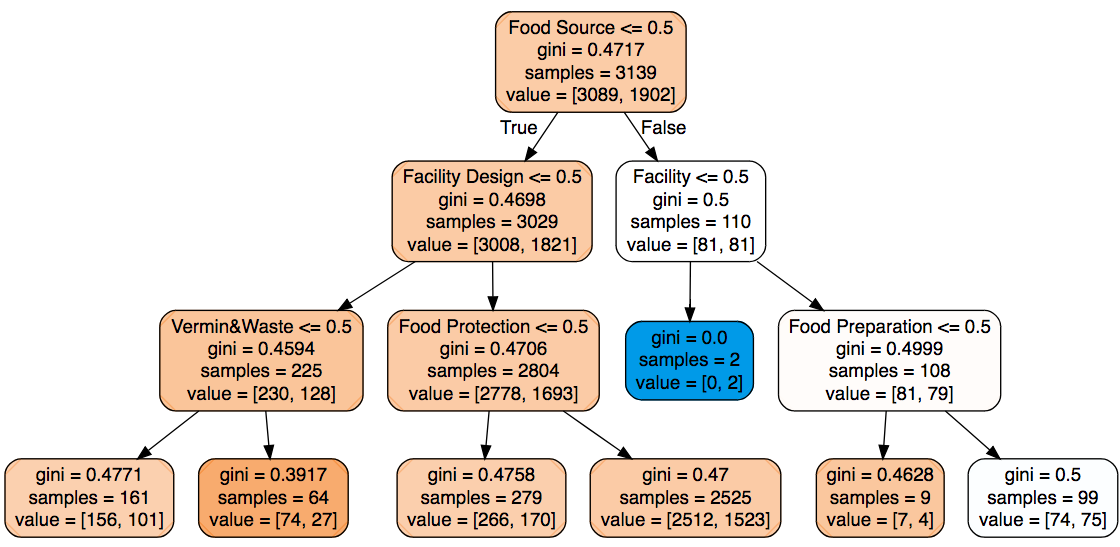 Food Source <= 0.5
gini = 0.4717
samples = 3139
value = [3089, 1902]
True
False
Facility Design <= 0.5
gini = 0.4698
samples = 3029
value = [3008, 1821]
Facility <= 0.5
gini = 0.5
samples = 110
value = [81, 81]
Vermin&Waste <= 0.5
gini = 0.4594
samples = 225
value = [230, 128]
Food Protection <= 0.5
gini = 0.4706
samples = 2804
value = [2778, 1693]
gini = 0.0
samples = 2
value = [0, 2]
Food Preparation <= 0.5
gini = 0.4999
samples = 108
value = [81, 79]
gini = 0.4771
samples = 161
value = [156, 101]
gini = 0.3917
samples = 64
value = [74, 27]
gini = 0.4758
samples = 279
value = [266, 170]
gini = 0.47
samples = 2525
value = [2512, 1523]
gini = 0.4628
samples = 9
value = [7, 4]
gini = 0.5
samples = 99
value = [74, 75]